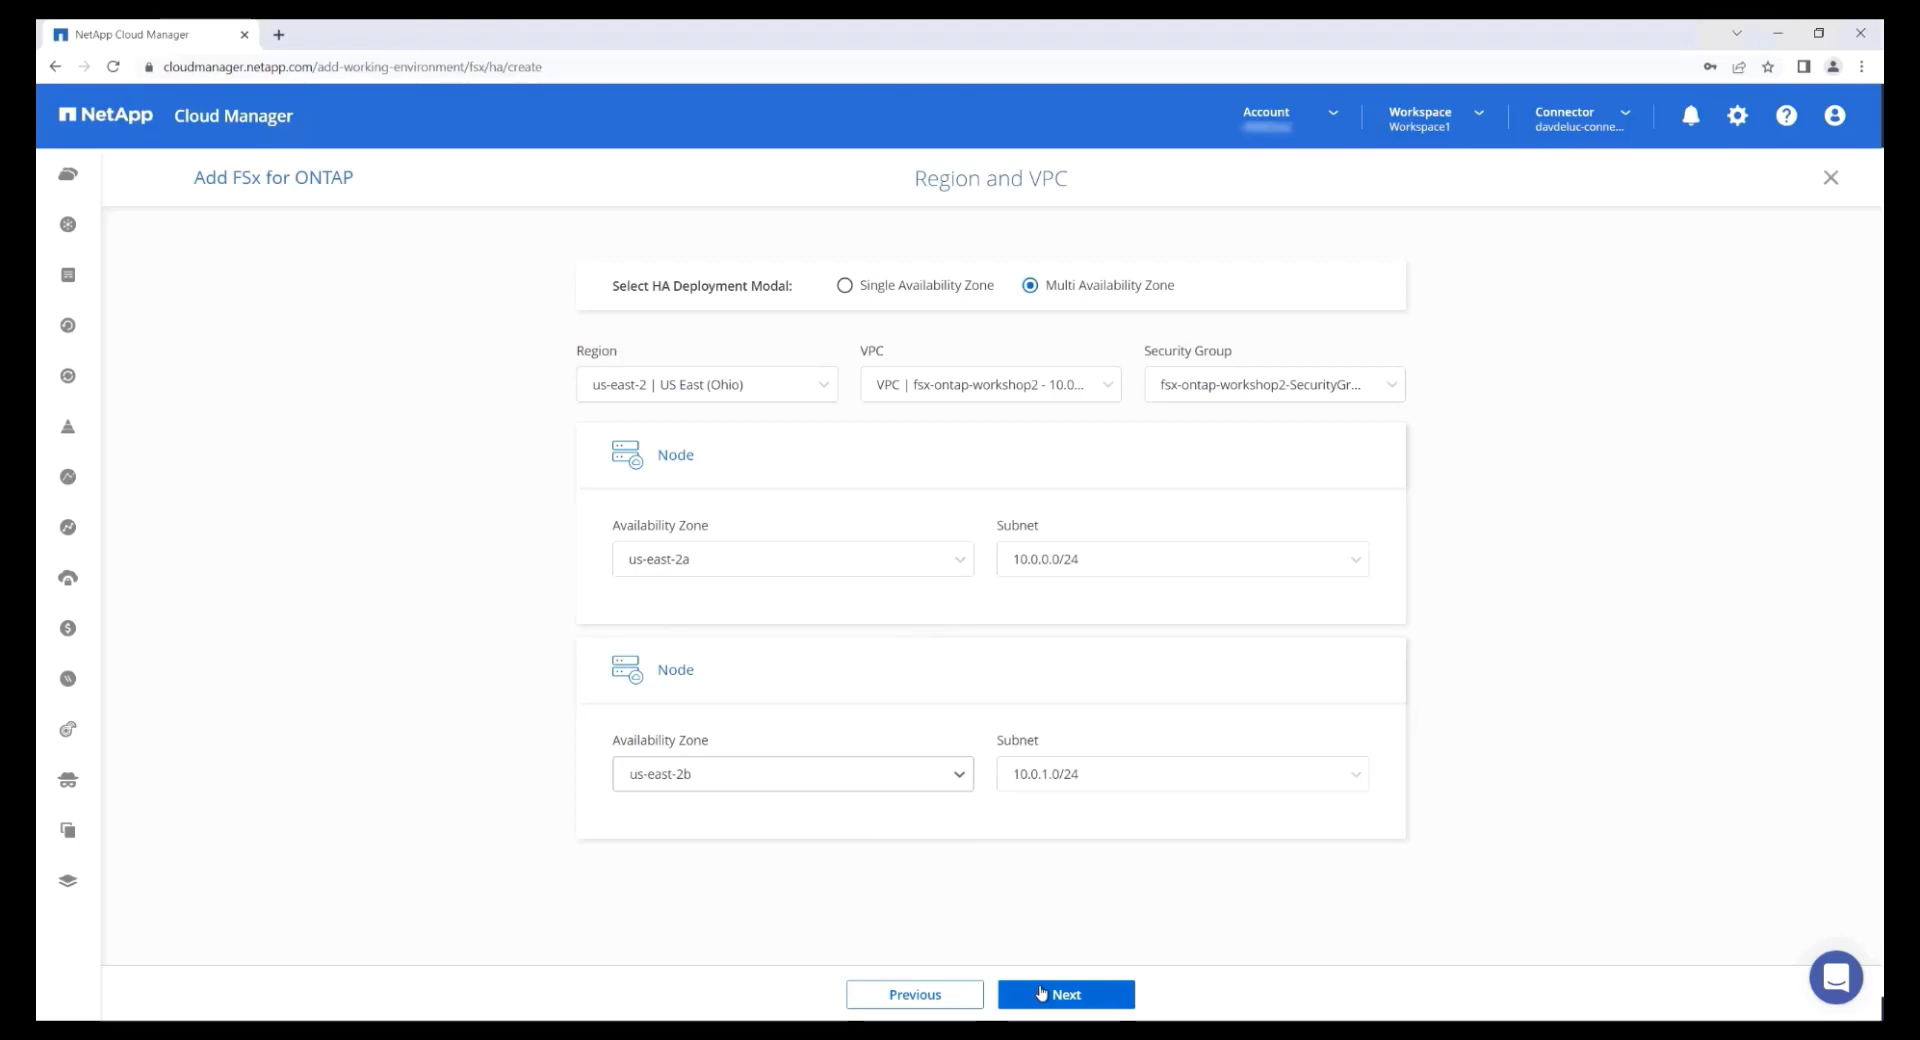 NetApp Cloud Manager
cloudmanager.netapp.com/add-working-environment/fsx/ha/create
NetApp Cloud Manager
Account
Workspace
Workspace1
Connector
davdeluc-conne...
Add FSx for ONTAP
Region and VPC
Select HA Deployment Modal:
Single Availability Zone
Multi Availability Zone
Region
VPC
Security Group
us-east-2 | US East (Ohio)
VPC | fsx-ontap-workshop2 - 10.0...
fsx-ontap-workshop2-SecurityGr...
Node
Availability Zone
Subnet
us-east-2a
10.0.0.0/24
Node
Availability Zone
Subnet
us-east-2b
10.0.1.0/24
Previous
Next